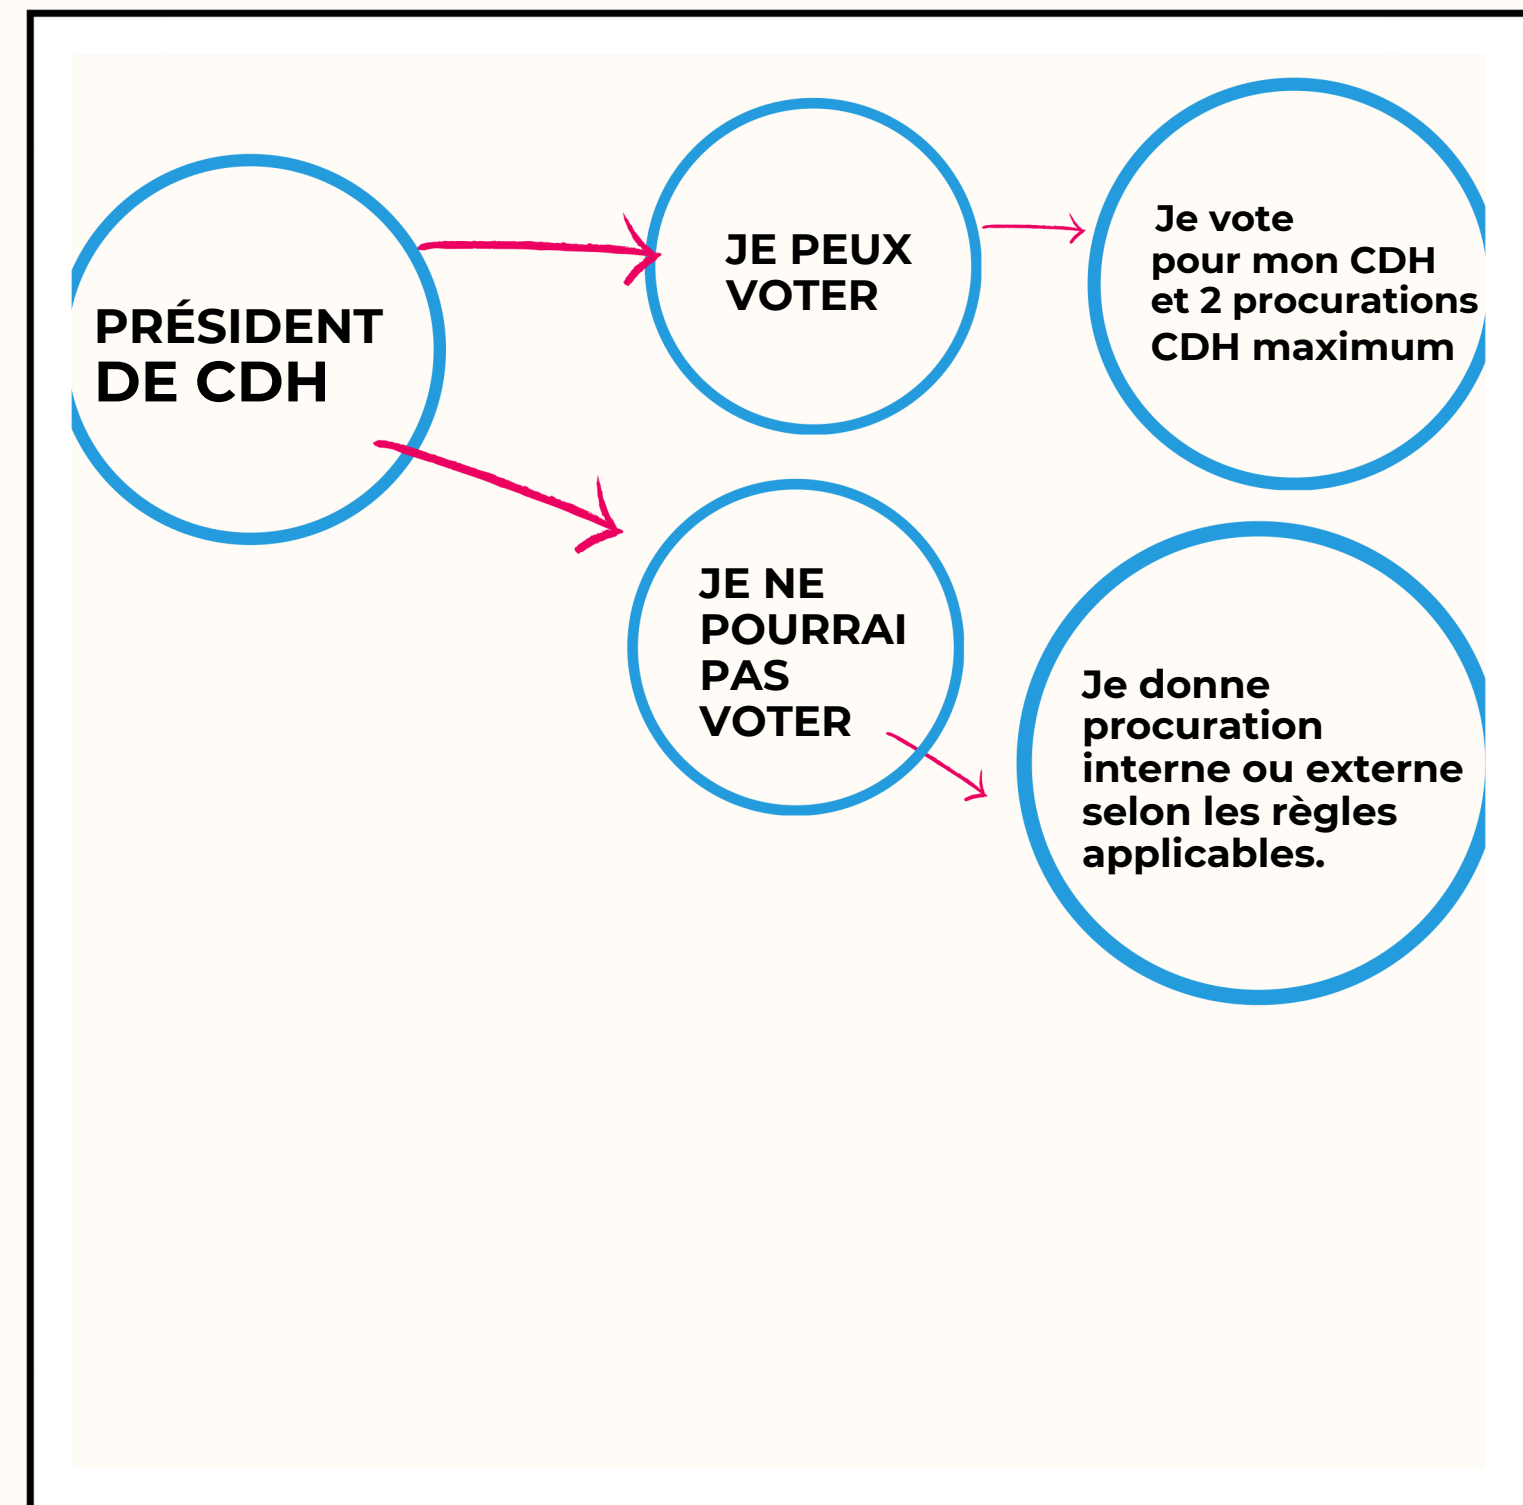 PRÉSIDENT
DE CDH
JE PEUX
VOTER
Je vote
pour mon CDH
et 2 procurations
CDH maximum
JE NE
POURRAI
PAS
VOTER
Je donne
procuration
interne ou externe
selon les règles
applicables.